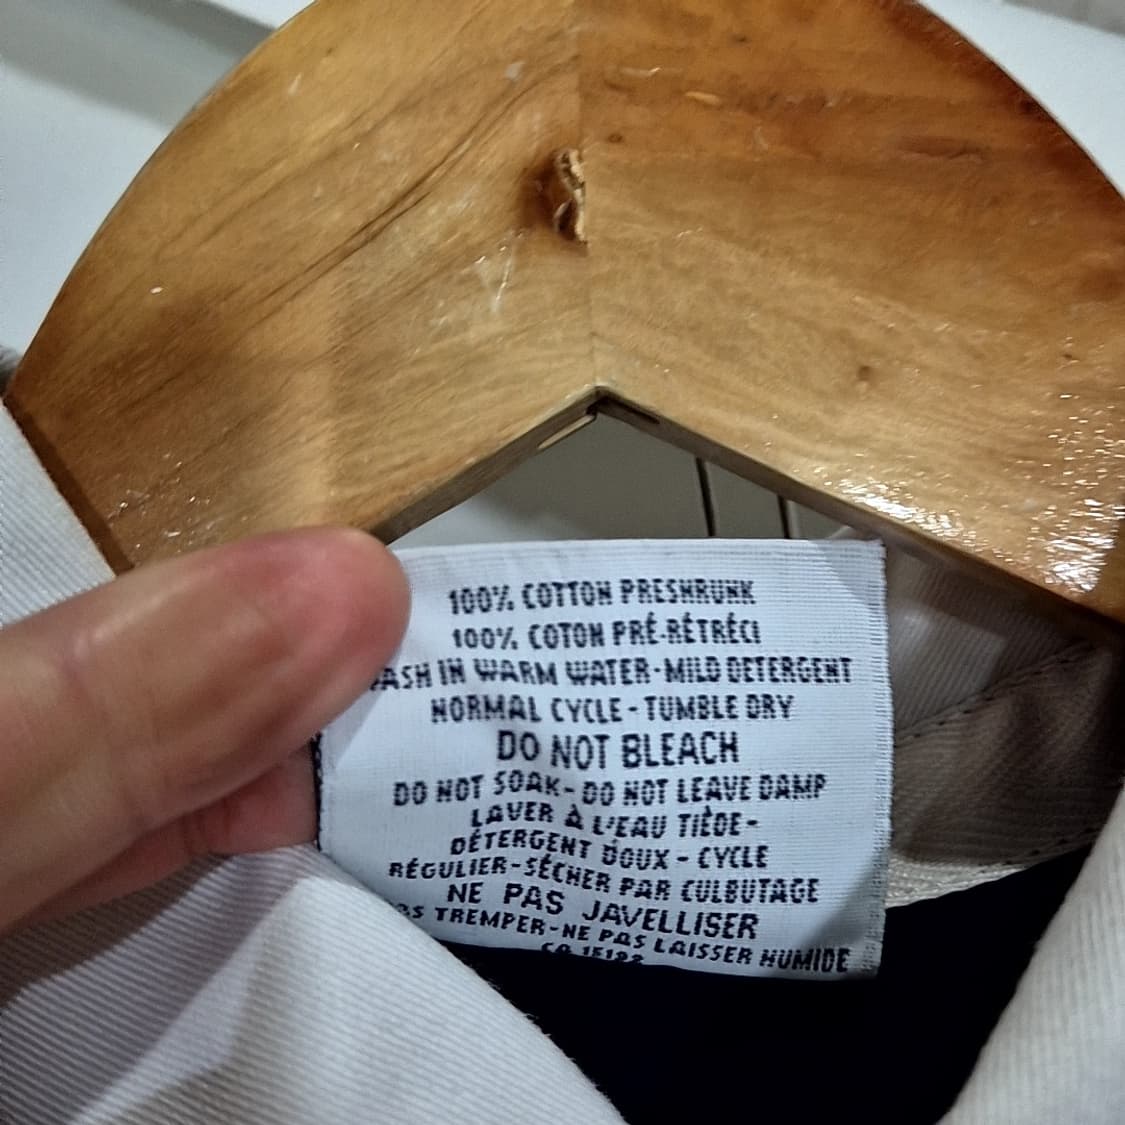 100% COTTON PRESHRUNK
100% COTON PRÉ-RÉTRÉCI
IN WARM WATER-MILD DETERGENT
NORMAL CYCLE - TUMBLE DRY
DO NOT BLEACH
DO NOT SOAK - DO NOT LEAVE DAMP
LAVER À L'EAU TIÈDE -
DÉTERGENT DOUX - CYCLE
RÉGULIER-SÉCHER PAR CULBUTAGE
NE PAS JAVELLISER
TREMPER-NE PAS LAISSER HUMIDE